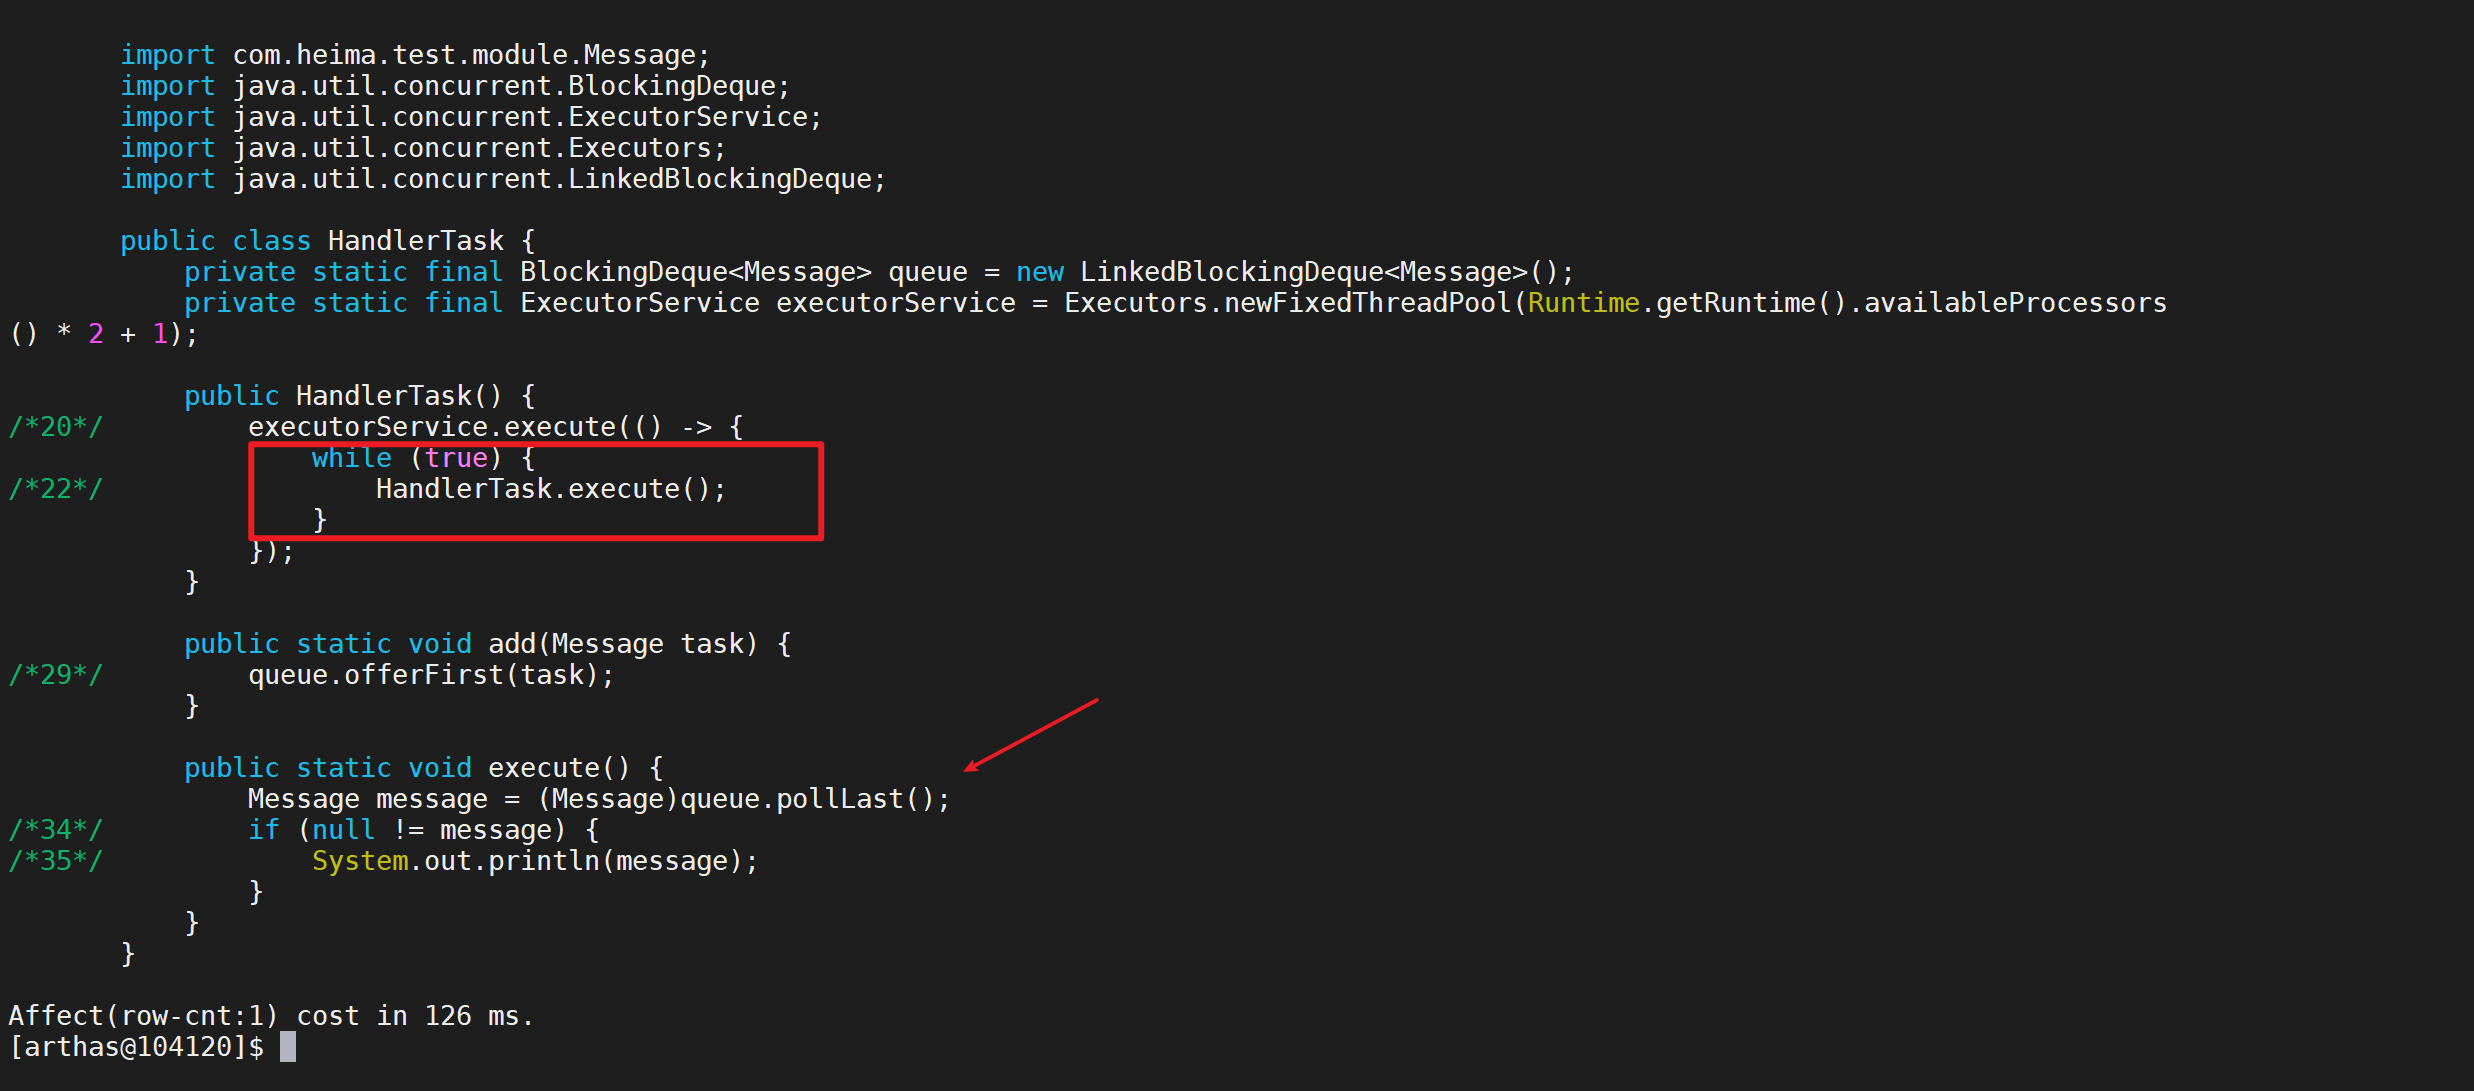 import com.heima.test.module.Message;
import java.util.concurrent.BlockingDeque;
import java.util.concurrent.ExecutorService;
import java.util.concurrent.Executors;
import java.util.concurrent.LinkedBlockingDeque;
public class HandlerTask {
private static final BlockingDeque<Message> queue = new LinkedBlockingDeque<Message>();
private static final ExecutorService executorService = Executors.newFixedThreadPool(Runtime.getRuntime().availableProcessors
() * 2 + 1);
public HandlerTask() {
/*20*/ executorService.execute(() -> {
while (true) {
/*22*/ HandlerTask.execute();
}
});
}
public static void add(Message task) {
/*29*/ queue.offerFirst(task);
}
public static void execute() {
Message message = (Message)queue.pollLast();
/*34*/ if (null != message) {
/*35*/ System.out.println(message);
}
}
}
Affect(row-cnt:1) cost in 126 ms.
[arthas@104120]$